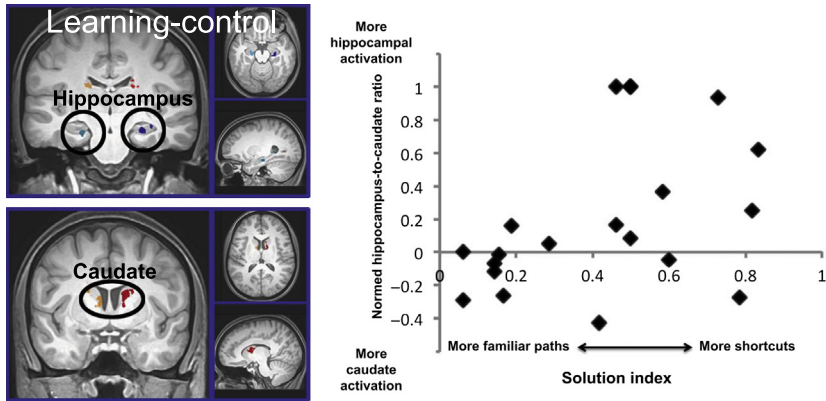 Learning-control
Hippocampus
Caudate
More
hippocampal
activation
Normed hippocampus-to-caudate ratio
1
0.8
0.6
0.4
0.2
0
−0.2
−0.4
0
0.2
0.4
0.6
0.8
1
More familiar paths
More shortcuts
More
caudate
activation
Solution index